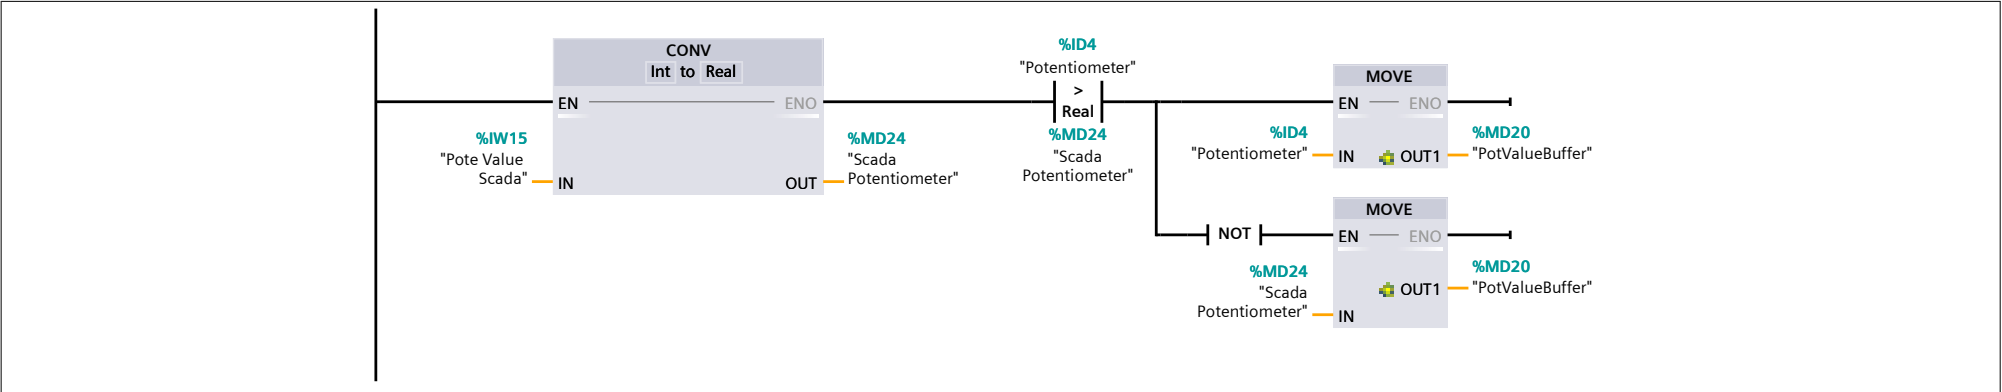 CONV
Int to Real
EN ENO
%IW15
"Pote Value
Scada"
IN
OUT
%MD24
"Scada
Potentiometer"
%ID4
"Potentiometer"
>
Real
%MD24
"Scada
Potentiometer"
MOVE
EN ENO
%ID4
"Potentiometer"
IN
OUT1
%MD20
"PotValueBuffer"
NOT
MOVE
EN ENO
%MD24
"Scada
Potentiometer"
IN
OUT1
%MD20
"PotValueBuffer"